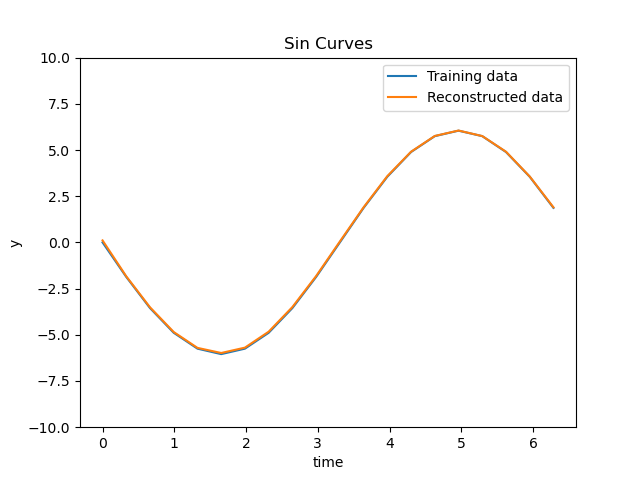 Sin Curves
Training data
Reconstructed data
10.0
7.5
5.0
2.5
0.0
−2.5
−5.0
−7.5
−10.0
y
0 1 2 3 4 5 6
time